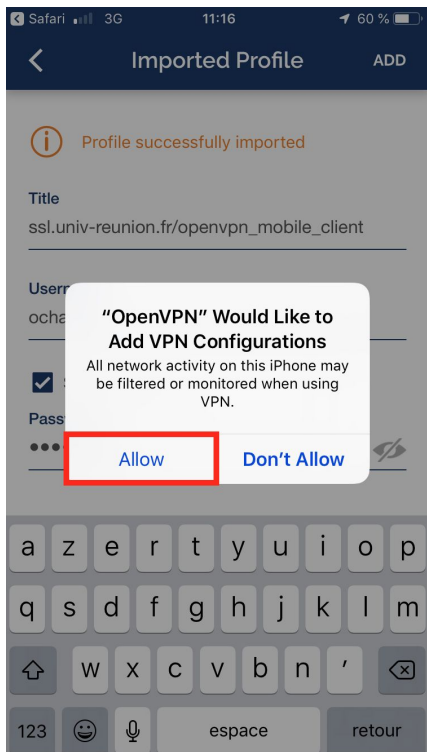 Safari 3G 11:16 60 %
Imported Profile ADD
Profile successfully imported
Title
ssl.univ-reunion.fr/openvpn_mobile_client
“OpenVPN” Would Like to
Add VPN Configurations
All network activity on this iPhone may
be filtered or monitored when using
VPN.
Allow Don’t Allow
a z e r t y u i o p
q s d f g h j k l m
w x c v b n ′
123 espace retour